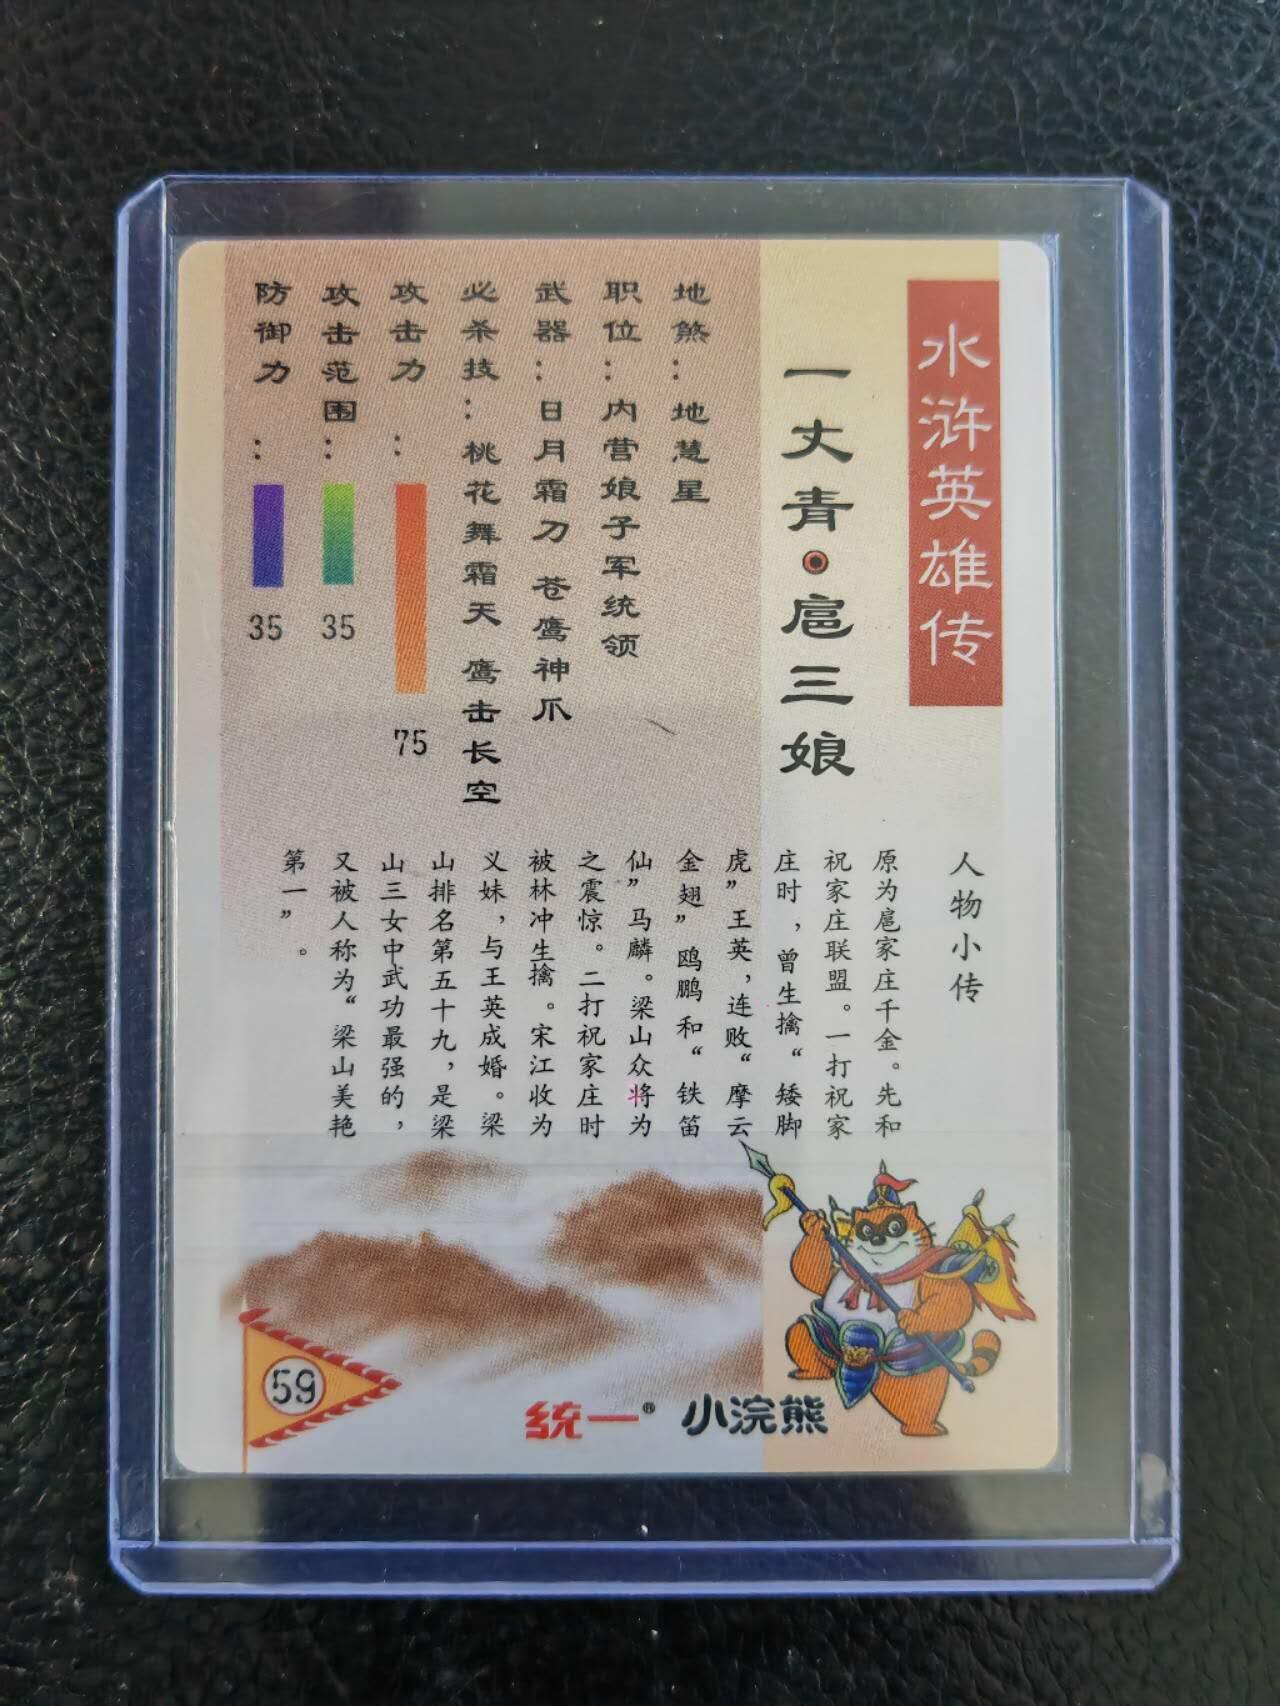 水浒英雄传
一丈青·扈三娘
地煞：地慧星
职位：内营娘子军统领
武器：日月霜刀 苍鹰神爪
必杀技：桃花舞霜天 鹰击长空
攻击力：75
攻击范围：35
防御力：35
人物小传
原为扈家庄千金。先和
祝家庄联盟。一打祝家
庄时，曾生擒“矮脚
虎”王英，连败“摩云
金翅”鸥鹏和“铁笛
仙”马麟。梁山众将为
之震惊。二打祝家庄时
被林冲生擒。宋江收为
义妹，与王英成婚。梁
山排名第五十九，是梁
山三女中武功最强的，
又被人称为“梁山美艳
第一”。
59
统一® 小浣熊